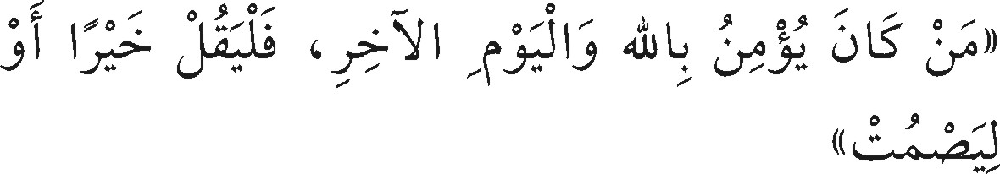 «مَنْ كَانَ يُؤْمِنُ بِالله وَالْيَوْمِ الآخِرِ، فَلْيَقُلْ خَيْرًا أَوْ
لِيَصْمُتْ»